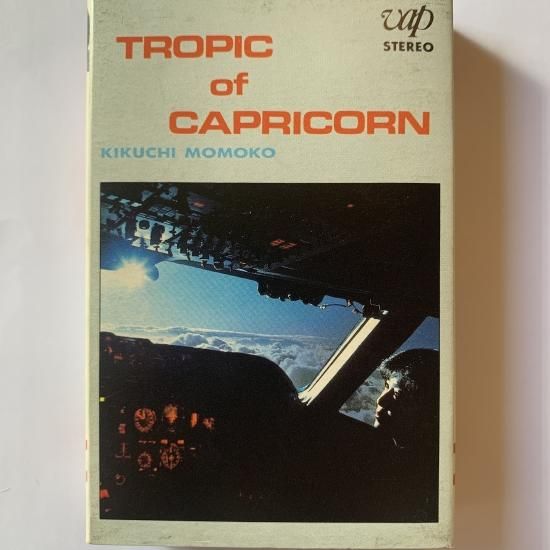 vap
STEREO
TROPIC
of
CAPRICORN
KIKUCHI MOMOKO